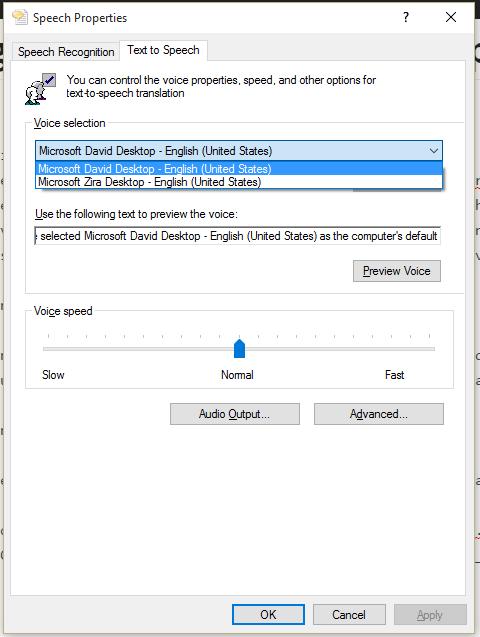 Speech Properties
?
Speech Recognition
Text to Speech
You can control the voice properties, speed, and other options for
text-to-speech translation
Voice selection
Microsoft David Desktop - English (United States)
Microsoft David Desktop - English (United States)
Microsoft Zira Desktop - English (United States)
Use the following text to preview the voice:
selected Microsoft David Desktop - English (United States) as the computer's default
Preview Voice
Voice speed
Slow Normal Fast
Audio Output...
Advanced...
OK
Cancel
Apply